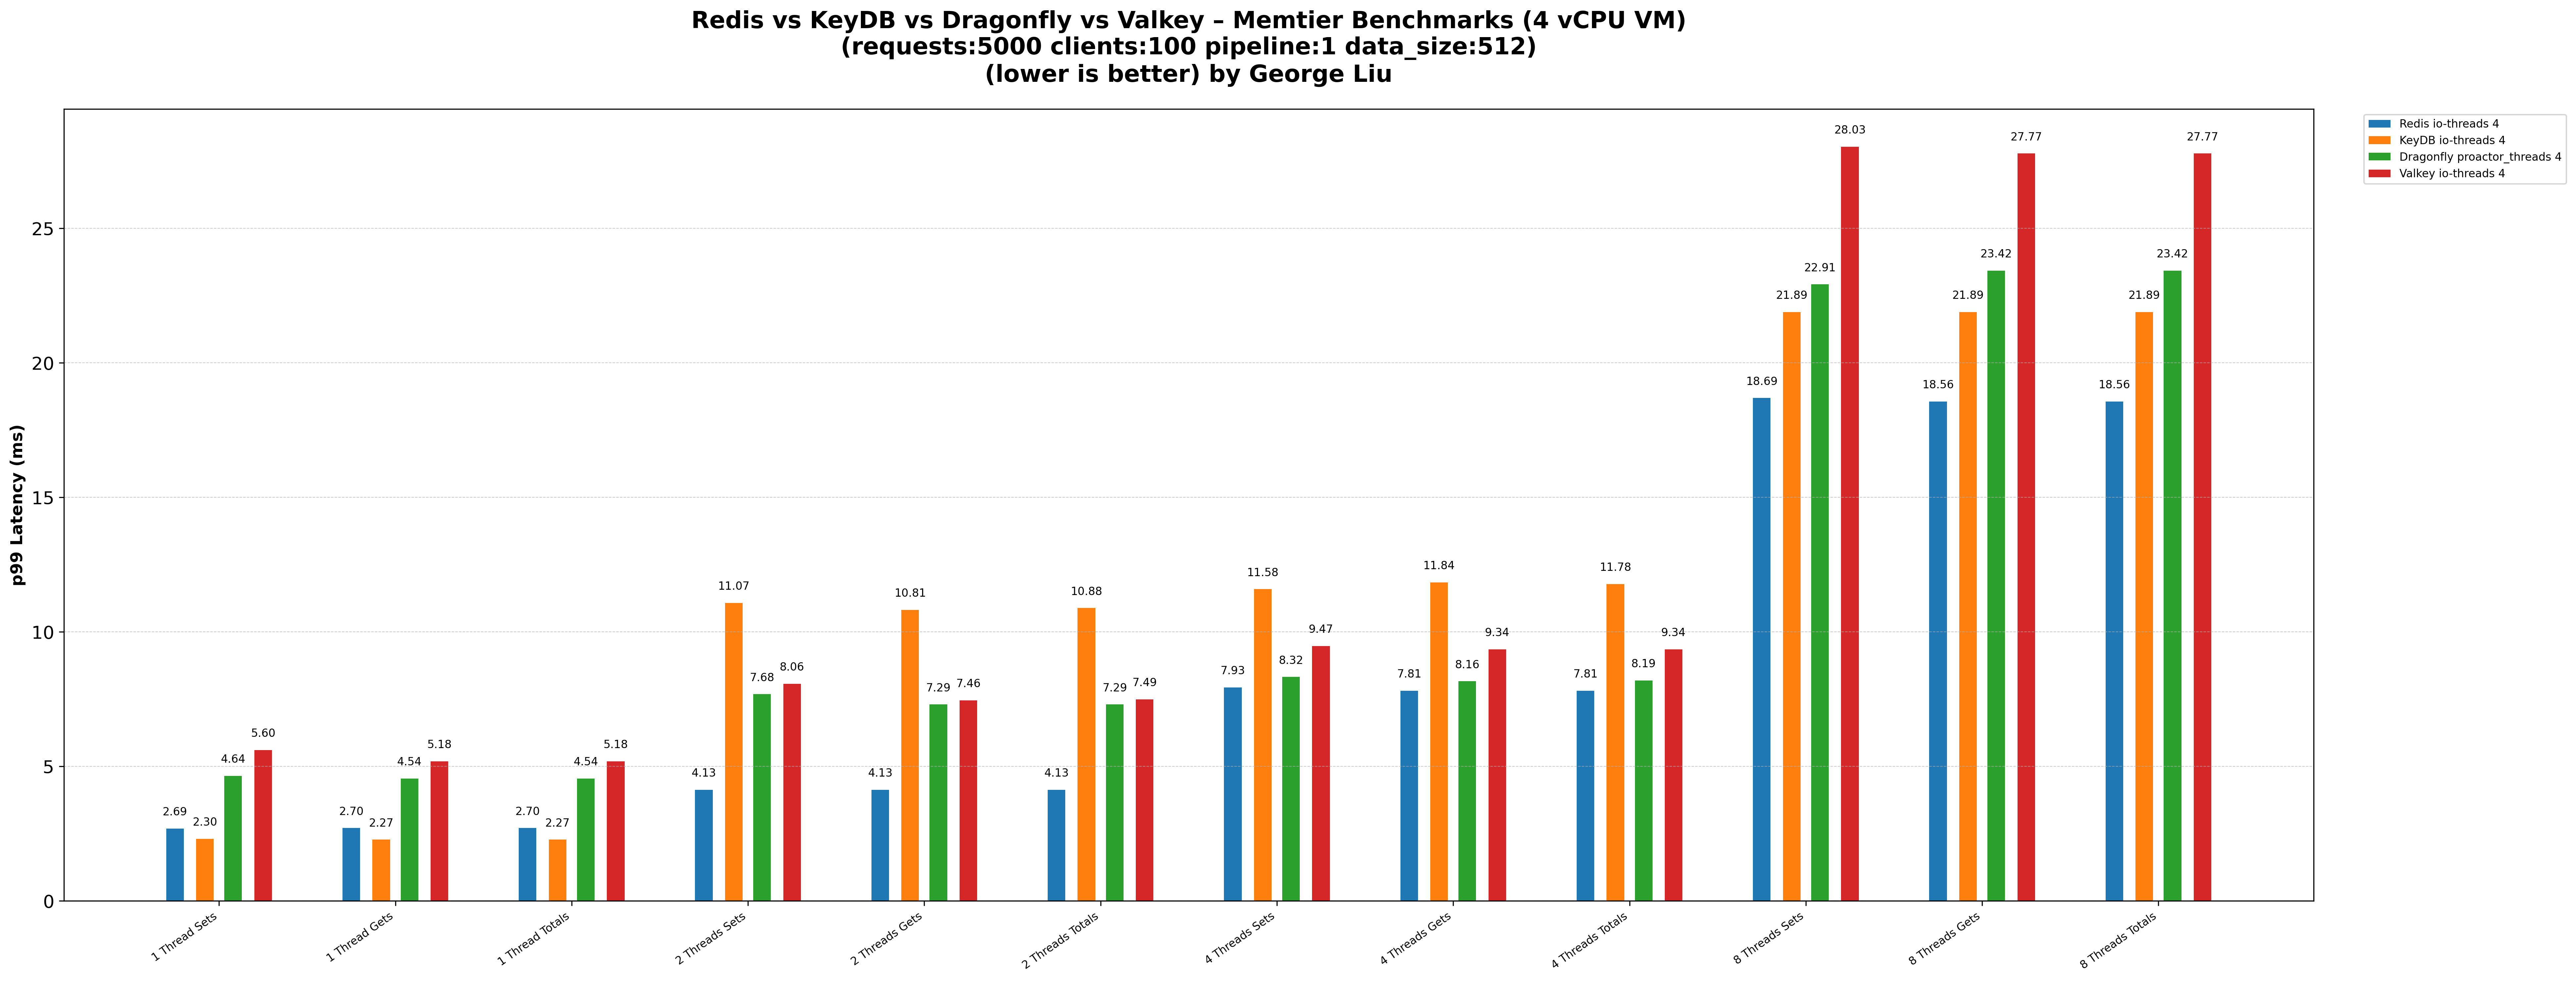 Redis vs KeyDB vs Dragonfly vs Valkey – Memtier Benchmarks (4 vCPU VM)
(requests:5000 clients:100 pipeline:1 data_size:512)
(lower is better) by George Liu
Redis io-threads 4
KeyDB io-threads 4
Dragonfly proactor_threads 4
Valkey io-threads 4
p99 Latency (ms)
25
20
15
10
5
0
2.69 2.30 4.64 5.60
2.70 2.27 4.54 5.18
2.70 2.27 4.54 5.18
4.13 11.07 7.68 8.06
4.13 10.81 7.29 7.46
4.13 10.88 7.29 7.49
7.93 11.58 8.32 9.47
7.81 11.84 8.16 9.34
7.81 11.78 8.19 9.34
18.69 21.89 22.91 28.03
18.56 21.89 23.42 27.77
18.56 21.89 23.42 27.77
1 Thread Sets
1 Thread Gets
1 Thread Totals
2 Threads Sets
2 Threads Gets
2 Threads Totals
4 Threads Sets
4 Threads Gets
4 Threads Totals
8 Threads Sets
8 Threads Gets
8 Threads Totals